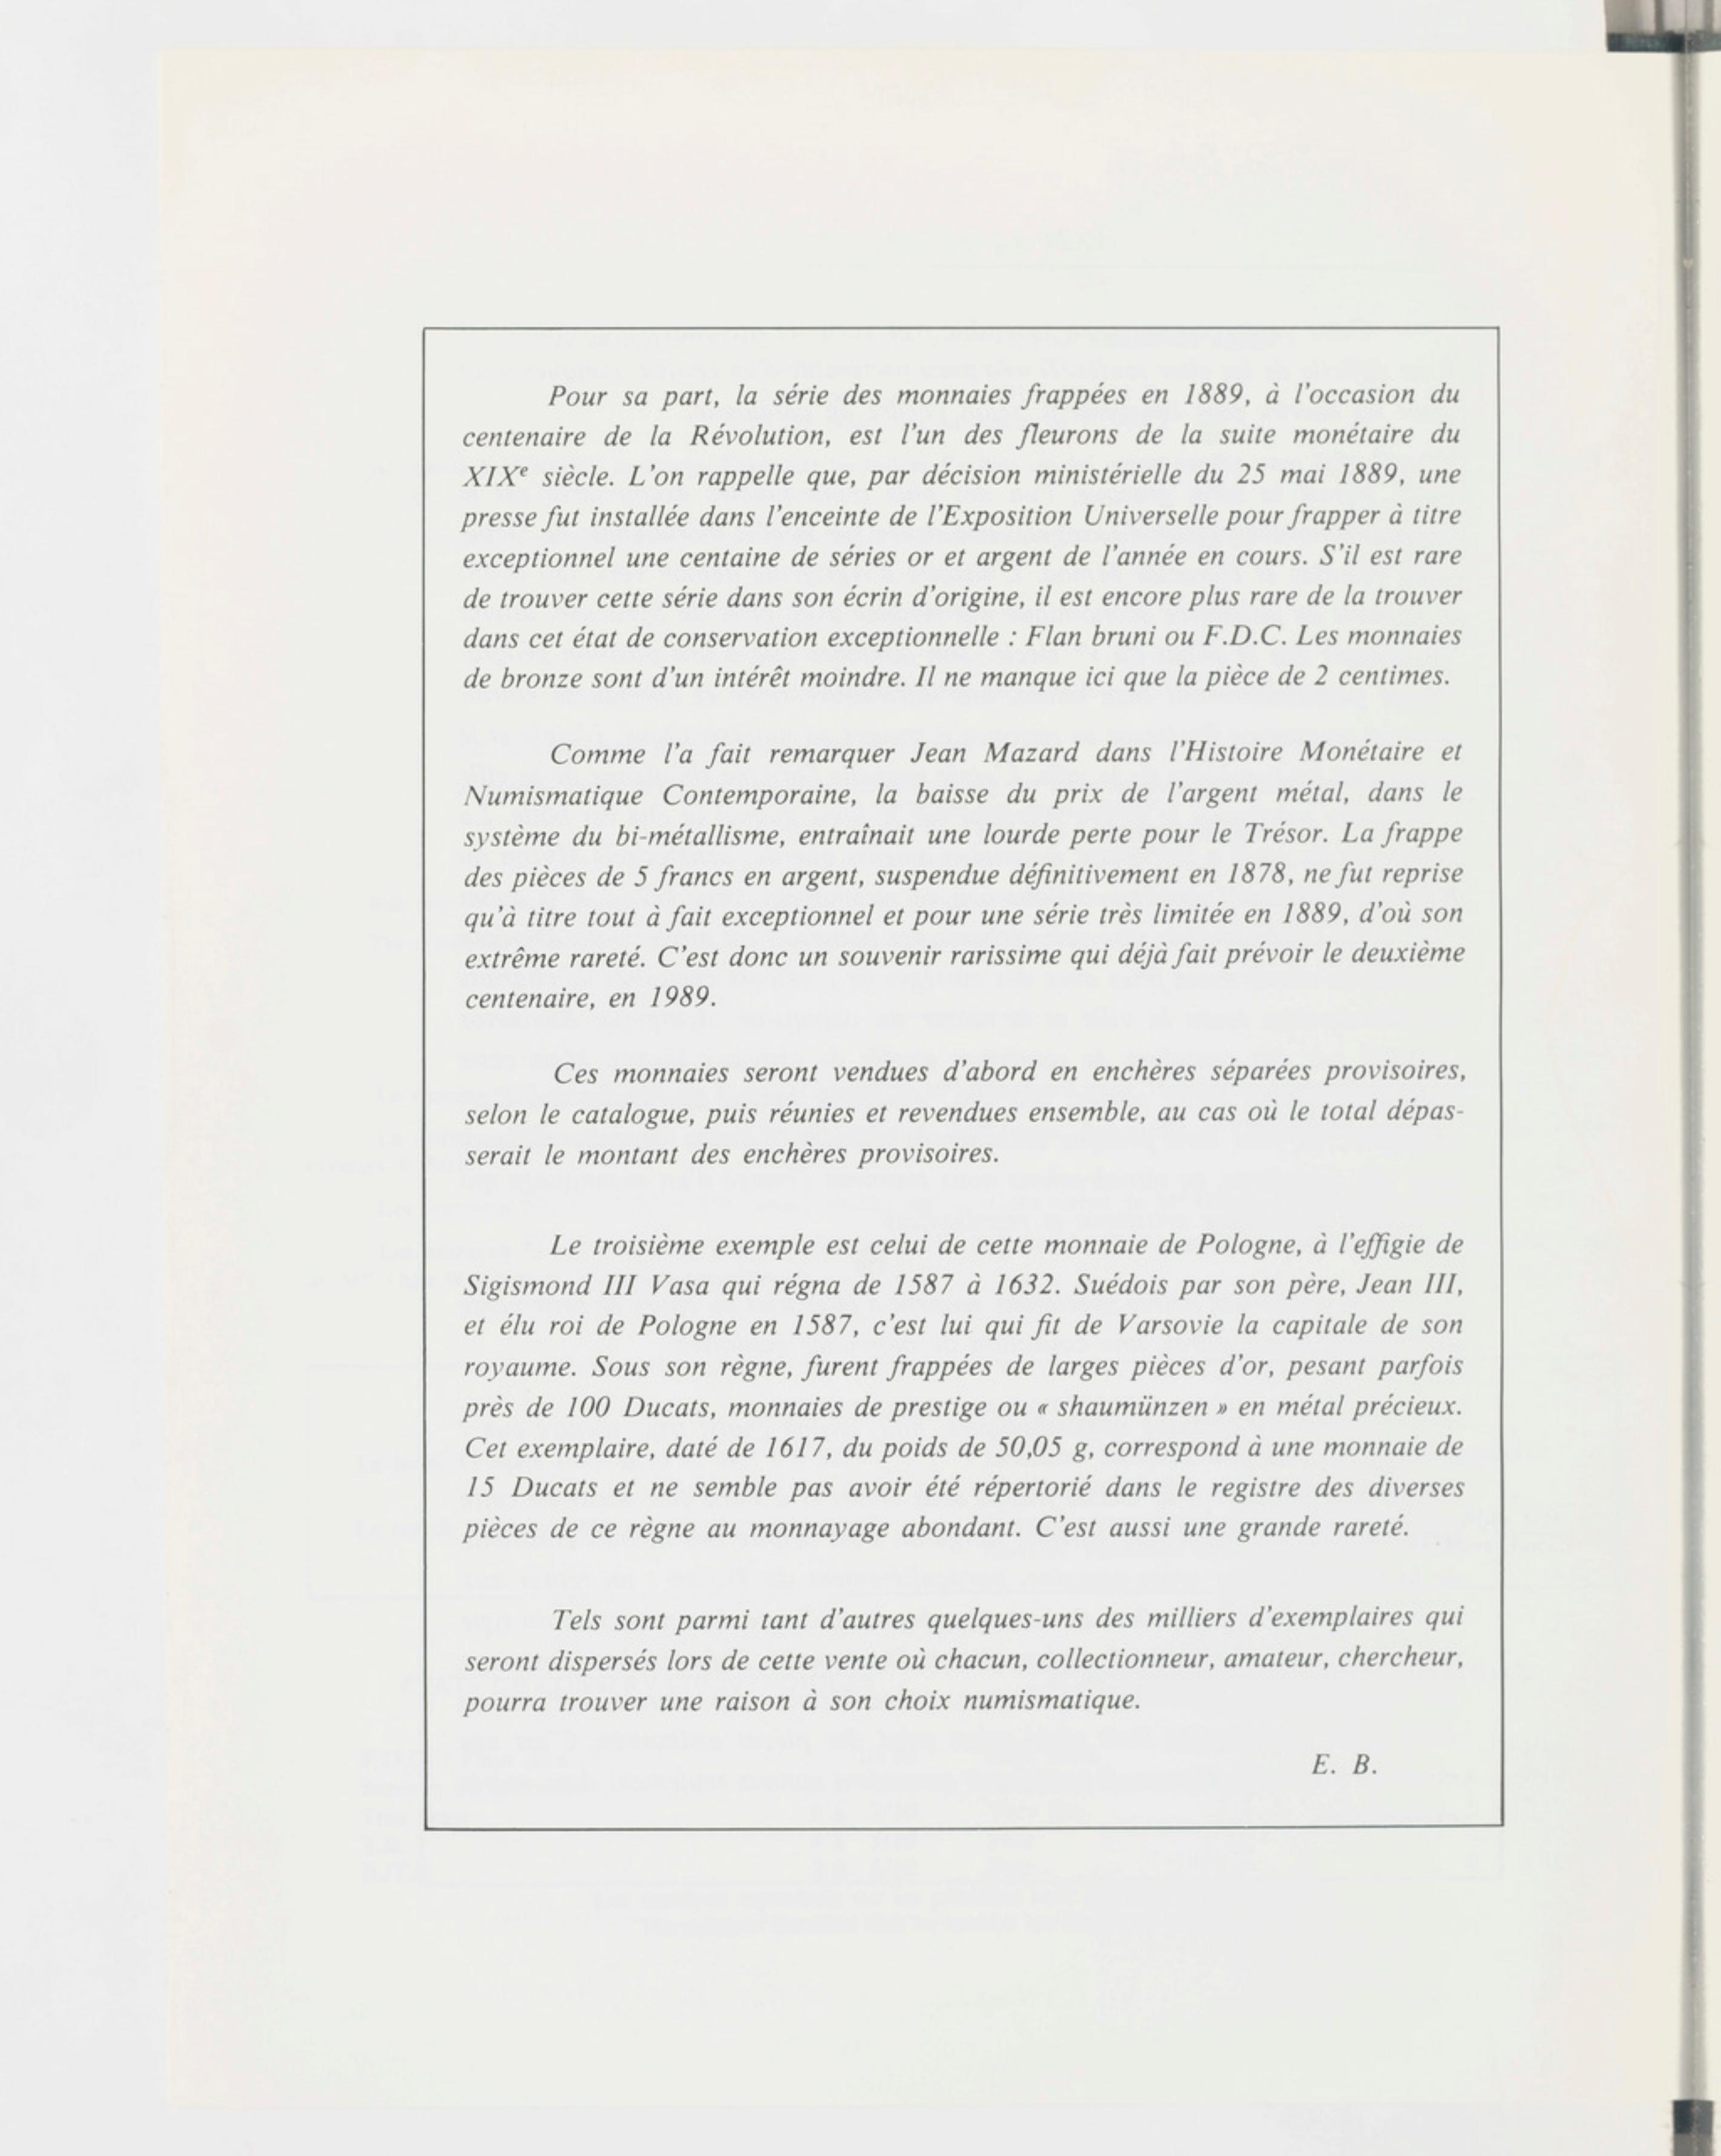 Pour sa part, la série des monnaies frappées en 1889, à l'occasion du
centenaire de la Révolution, est l'un des fleurons de la suite monétaire du
XIXe siècle. L'on rappelle que, par décision ministérielle du 25 mai 1889, une
presse fut installée dans l'enceinte de l'Exposition Universelle pour frapper à titre
exceptionnel une centaine de séries or et argent de l'année en cours. S'il est rare
de trouver cette série dans son écrin d'origine, il est encore plus rare de la trouver
dans cet état de conservation exceptionnelle : Flan bruni ou F.D.C. Les monnaies
de bronze sont d'un intérêt moindre. Il ne manque ici que la pièce de 2 centimes.
Comme l'a fait remarquer Jean Mazard dans l'Histoire Monétaire et
Numismatique Contemporaine, la baisse du prix de l'argent métal, dans le
système du bi-métallisme, entraînait une lourde perte pour le Trésor. La frappe
des pièces de 5 francs en argent, suspendue définitivement en 1878, ne fut reprise
qu'à titre tout à fait exceptionnel et pour une série très limitée en 1889, d'où son
extrême rareté. C'est donc un souvenir rarissime qui déjà fait prévoir le deuxième
centenaire, en 1989.
Ces monnaies seront vendues d'abord en enchères séparées provisoires,
selon le catalogue, puis réunies et revendues ensemble, au cas où le total dépas-
serait le montant des enchères provisoires.
Le troisième exemple est celui de cette monnaie de Pologne, à l'effigie de
Sigismond III Vasa qui régna de 1587 à 1632. Suédois par son père, Jean III,
et élu roi de Pologne en 1587, c'est lui qui fit de Varsovie la capitale de son
royaume. Sous son règne, furent frappées de larges pièces d'or, pesant parfois
près de 100 Ducats, monnaies de prestige ou « shaumünzen » en métal précieux.
Cet exemplaire, daté de 1617, du poids de 50,05 g, correspond à une monnaie de
15 Ducats et ne semble pas avoir été répertorié dans le registre des diverses
pièces de ce règne au monnayage abondant. C'est aussi une grande rareté.
Tels sont parmi tant d'autres quelques-uns des milliers d'exemplaires qui
seront dispersés lors de cette vente où chacun, collectionneur, amateur, chercheur,
pourra trouver une raison à son choix numismatique.
E. B.